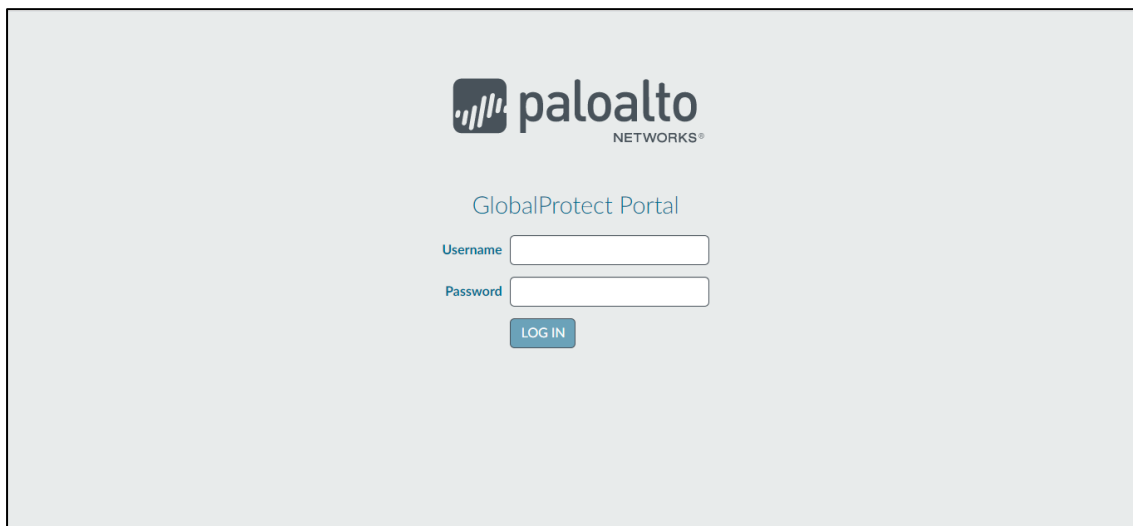 paloalto
NETWORKS®
GlobalProtect Portal
Username
Password
LOG IN